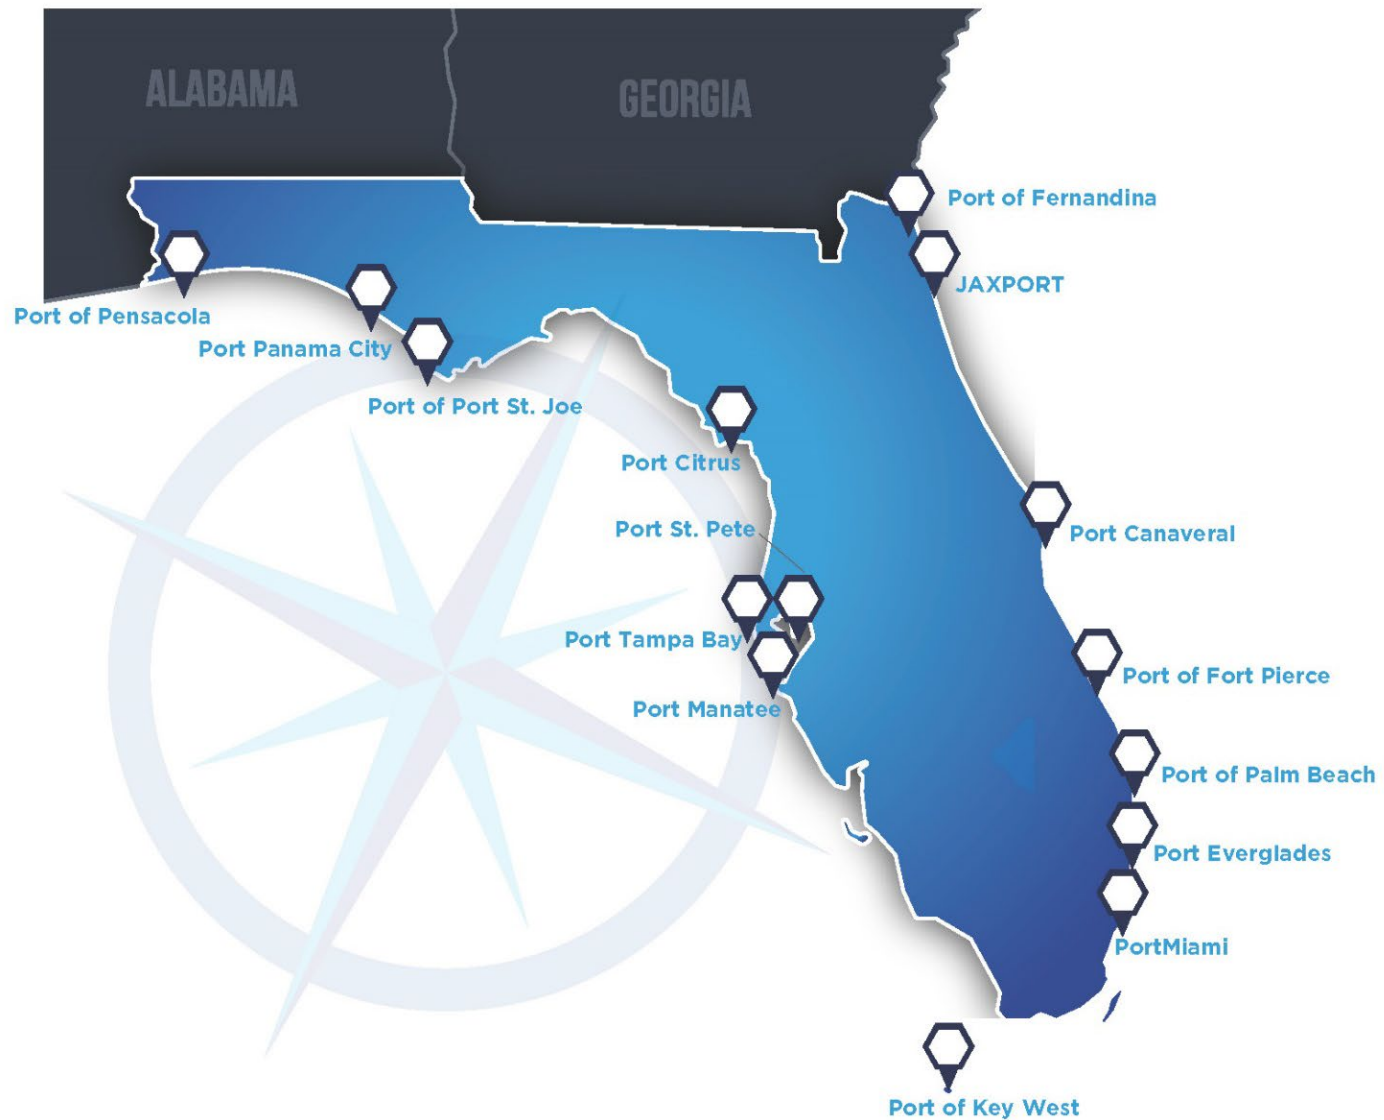 ALABAMA
GEORGIA
Port of Fernandina
JAXPORT
Port of Pensacola
Port Panama City
Port of Port St. Joe
Port Citrus
Port St. Pete
Port Canaveral
Port Tampa Bay
Port of Fort Pierce
Port Manatee
Port of Palm Beach
Port Everglades
PortMiami
Port of Key West